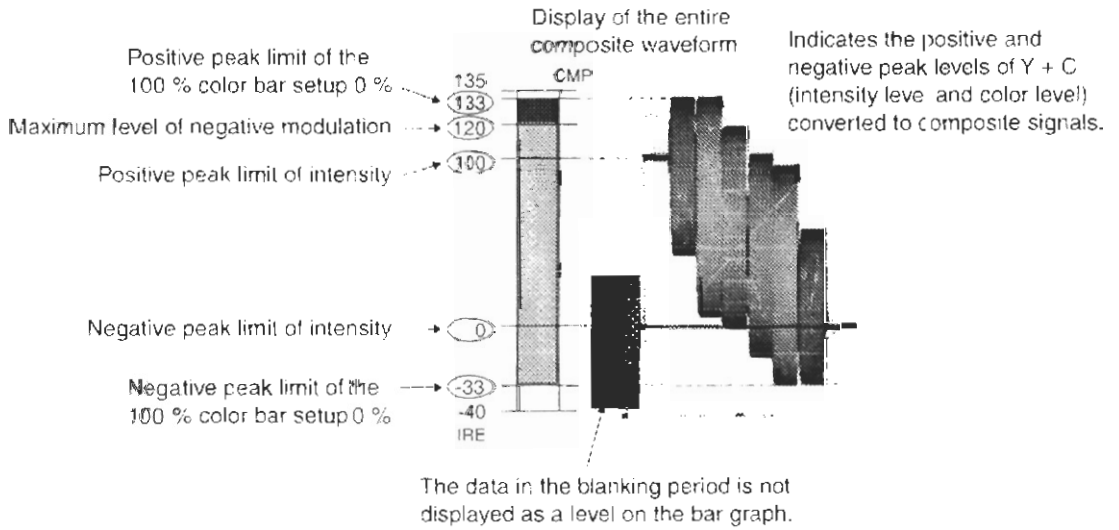 Display of the entire
composite waveform
Indicates the positive and
negative peak levels of Y + C
(intensity leve and color level)
converted to composite signals.
Positive peak limit of the
100 % color bar setup 0 %
Maximum level of negative modulation
Positive peak limit of intensity
Negative peak limit of intensity
Negative peak limit of the
100 % color bar setup 0 %
135
CMP
133
120
100
0
-33
-40
IRE
The data in the blanking period is not
displayed as a level on the bar graph.